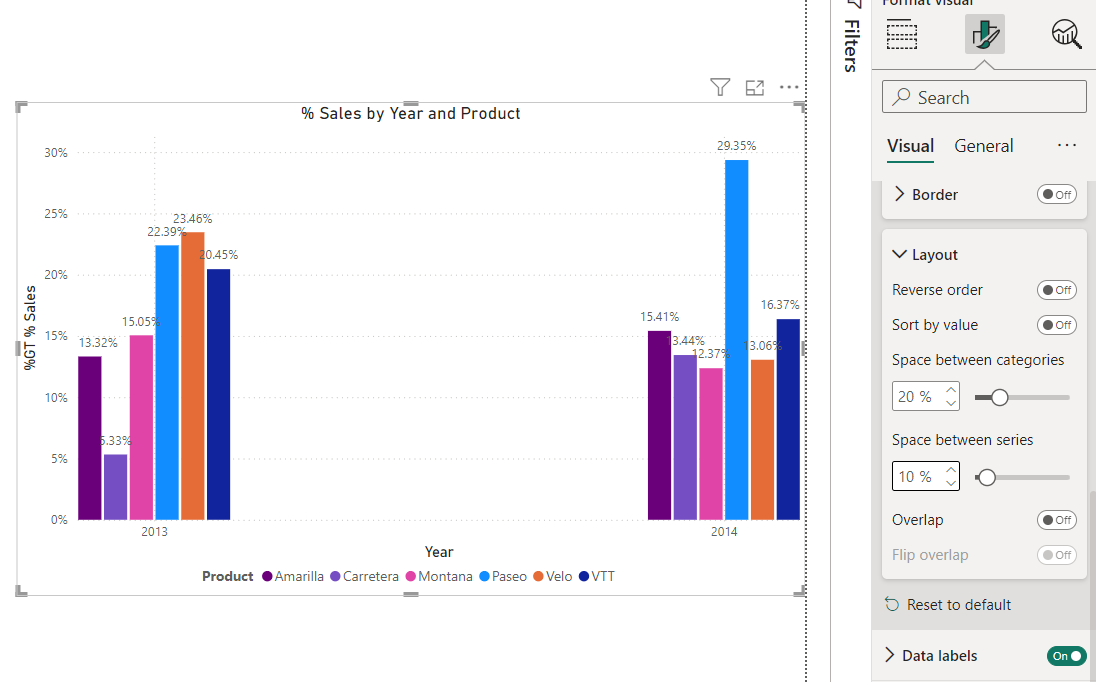 Format visual
Filters
Search
Visual General ...
Border Off
Layout
Reverse order Off
Sort by value Off
Space between categories
20 %
Space between series
10 %
Overlap Off
Flip overlap Off
Reset to default
Data labels On
% Sales by Year and Product
%GT % Sales
30%
25%
20%
15%
10%
5%
0%
13.32%
5.33%
15.05%
22.39%
23.46%
20.45%
15.41%
13.44%
12.37%
29.35%
13.06%
16.37%
2013 2014
Year
Product Amarilla Carretera Montana Paseo Velo VTT